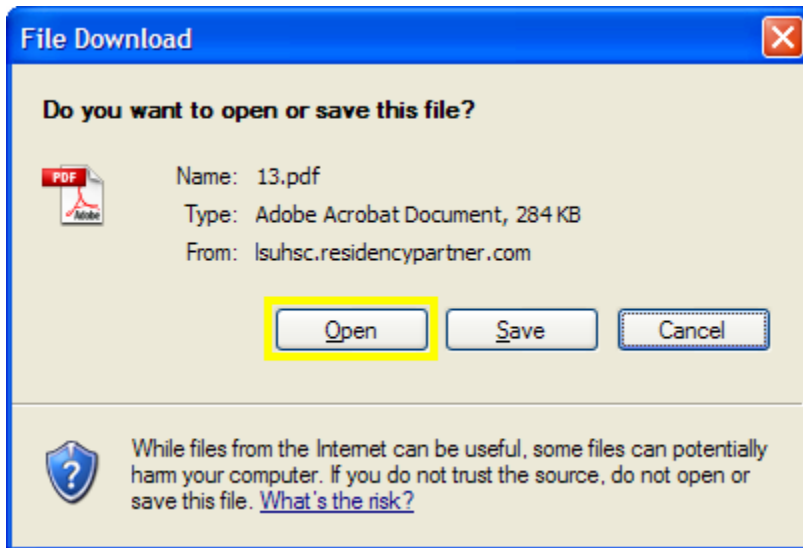 File Download
Do you want to open or save this file?
PDF
Adobe
Name: 13.pdf
Type: Adobe Acrobat Document, 284 KB
From: lsuhsc.residencypartner.com
Open Save Cancel
While files from the Internet can be useful, some files can potentially
harm your computer. If you do not trust the source, do not open or
save this file. What's the risk?